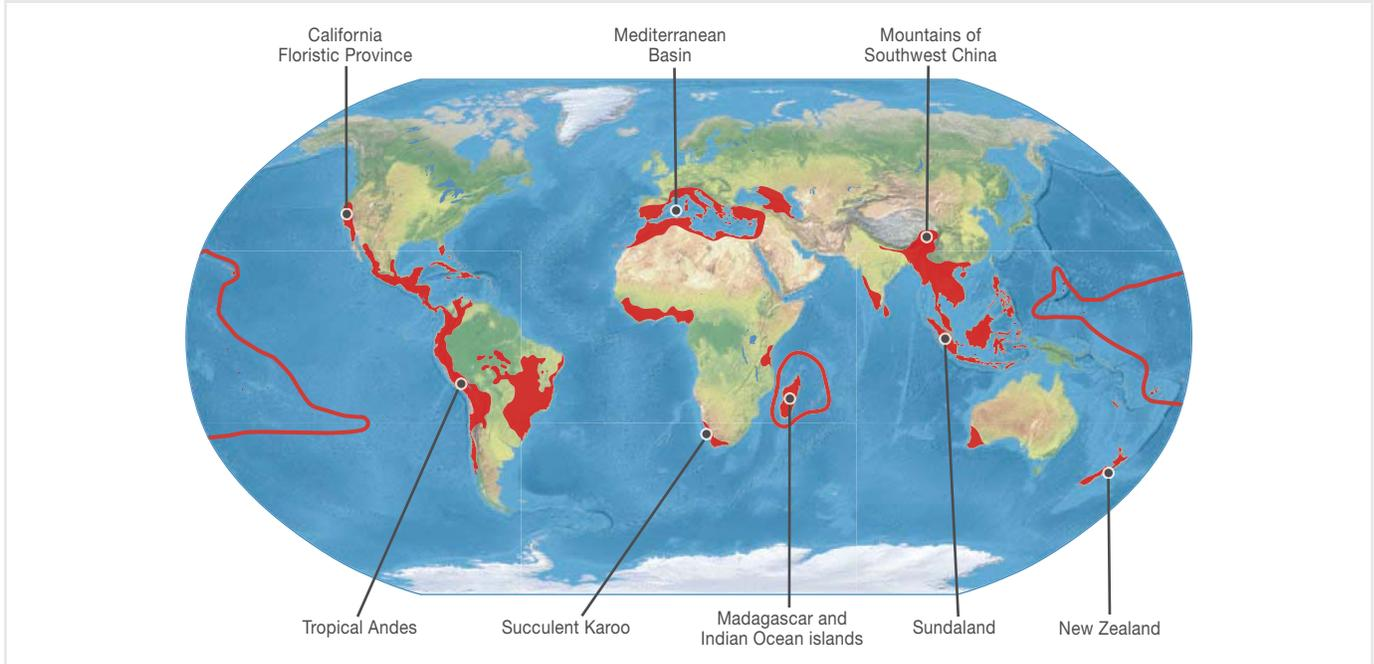 California
Floristic Province
Mediterranean
Basin
Mountains of
Southwest China
Tropical Andes
Succulent Karoo
Madagascar and
Indian Ocean islands
Sundaland
New Zealand